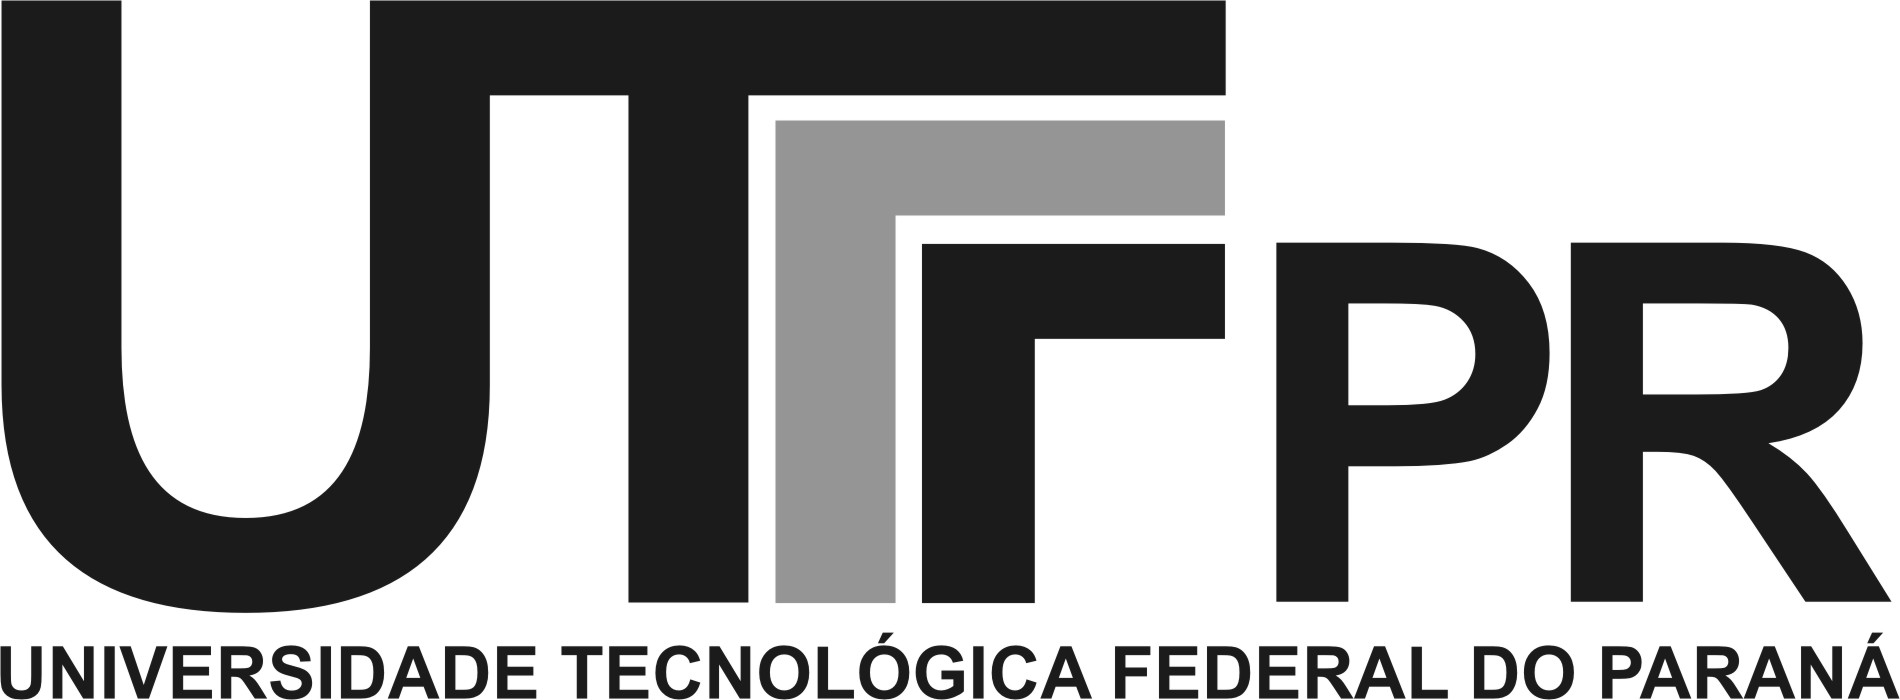 UTFPR
UNIVERSIDADE TECNOLÓGICA FEDERAL DO PARANÁ